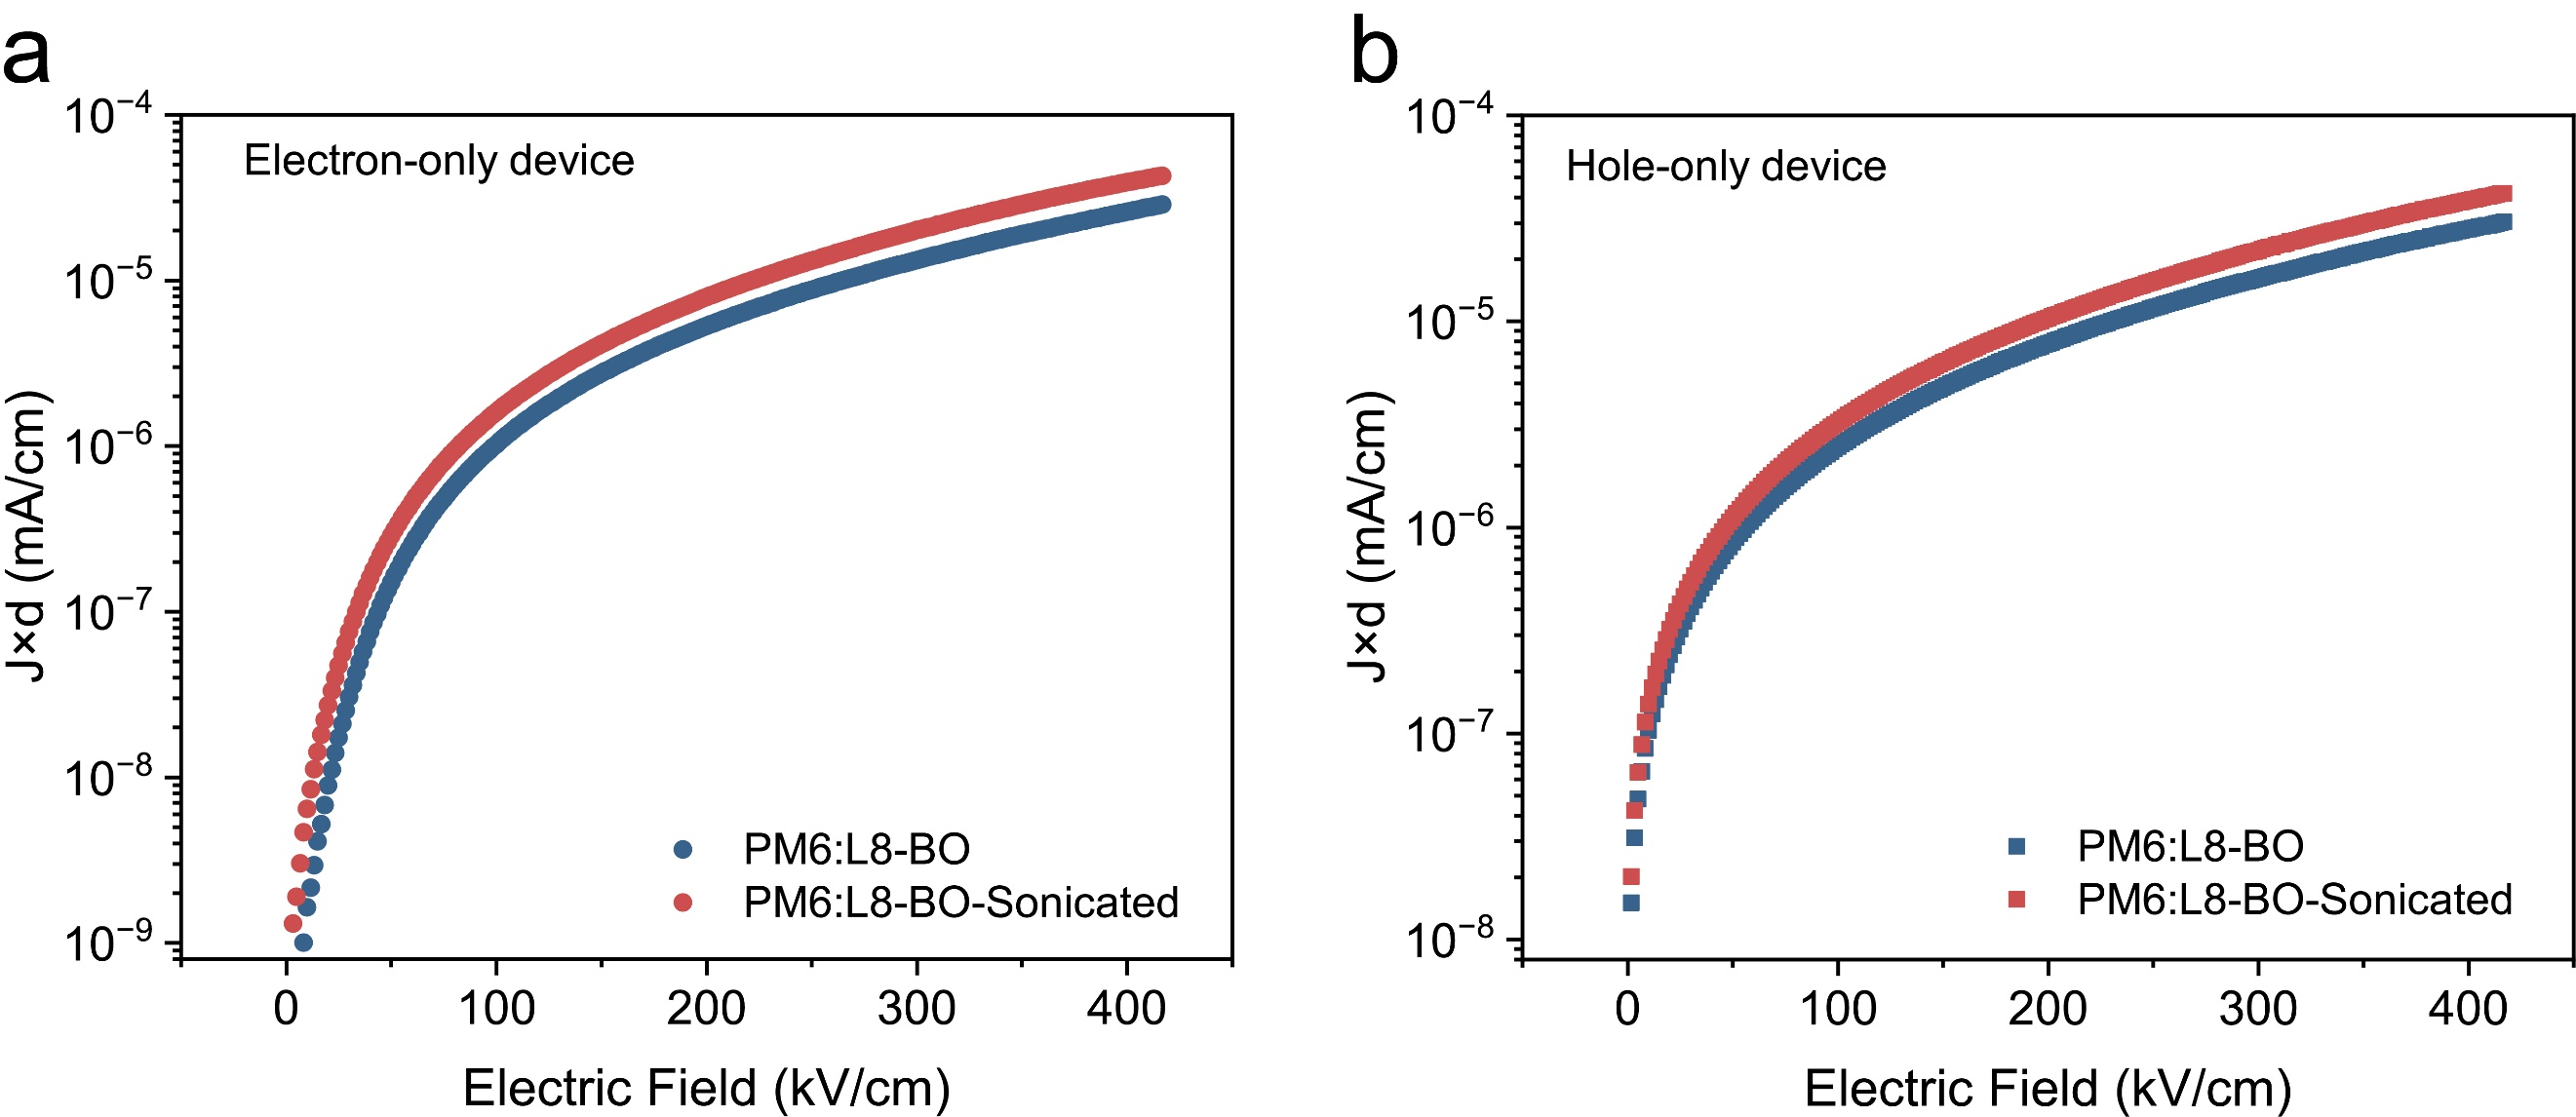 a
Electron-only device
10⁻⁴
10⁻⁵
10⁻⁶
10⁻⁷
10⁻⁸
10⁻⁹
J×d (mA/cm)
PM6:L8-BO
PM6:L8-BO-Sonicated
0 100 200 300 400
Electric Field (kV/cm)
b
Hole-only device
10⁻⁴
10⁻⁵
10⁻⁶
10⁻⁷
10⁻⁸
J×d (mA/cm)
PM6:L8-BO
PM6:L8-BO-Sonicated
0 100 200 300 400
Electric Field (kV/cm)